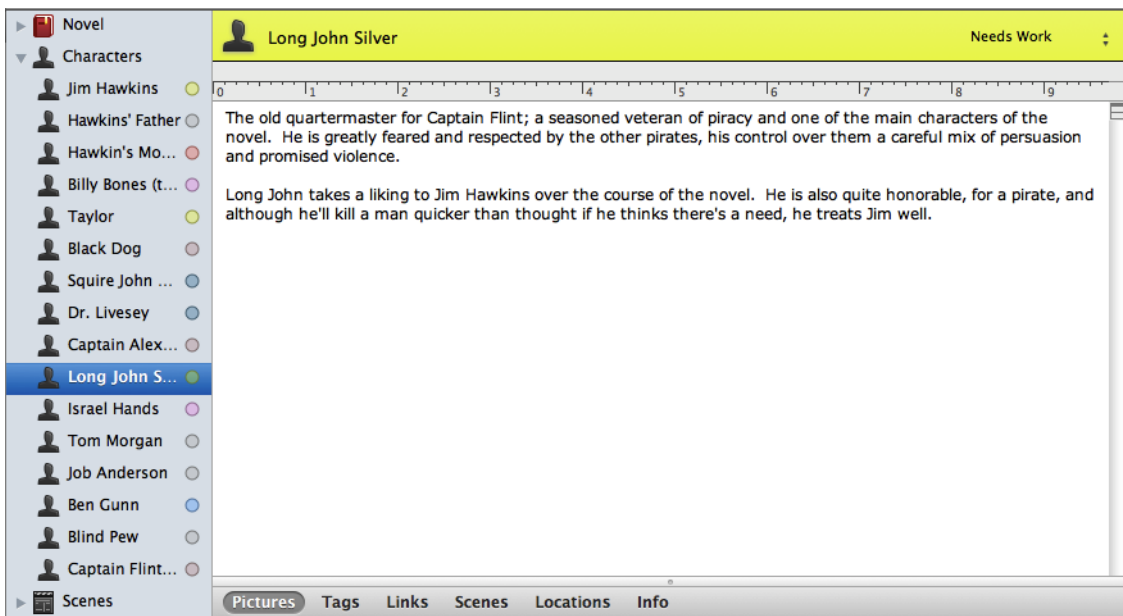 Novel
Characters
Jim Hawkins
Hawkins' Father
Hawkin's Mo...
Billy Bones (t...
Taylor
Black Dog
Squire John ...
Dr. Livesey
Captain Alex...
Long John S...
Israel Hands
Tom Morgan
Job Anderson
Ben Gunn
Blind Pew
Captain Flint...
Scenes
Long John Silver
Needs Work
0 1 2 3 4 5 6 7 8 9
The old quartermaster for Captain Flint; a seasoned veteran of piracy and one of the main characters of the
novel.  He is greatly feared and respected by the other pirates, his control over them a careful mix of persuasion
and promised violence.
Long John takes a liking to Jim Hawkins over the course of the novel.  He is also quite honorable, for a pirate, and
although he'll kill a man quicker than thought if he thinks there's a need, he treats Jim well.
Pictures Tags Links Scenes Locations Info